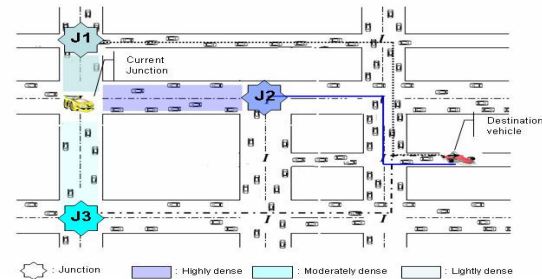 J1
Current
Junction
J2
Destination
vehicle
I
I
I
J3
I
I
: Junction
: Highly dense
: Moderately dense
: Lightly dense